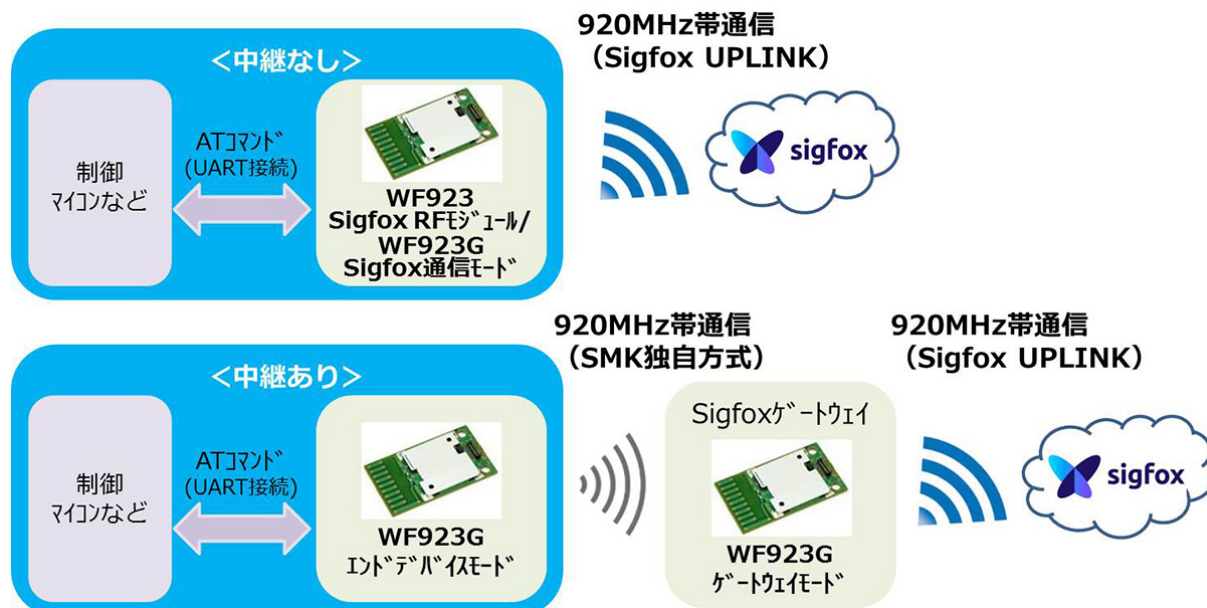 920MHz帯通信
（Sigfox UPLINK）
＜中継なし＞
制御
ﾏｲｺﾝなど
ATｺﾏﾝﾄﾞ
(UART接続)
WF923
Sigfox RFﾓｼﾞｭｰﾙ/
WF923G
Sigfox通信ﾓｰﾄﾞ
sigfox
920MHz帯通信
（SMK独自方式）
920MHz帯通信
（Sigfox UPLINK）
＜中継あり＞
制御
ﾏｲｺﾝなど
ATｺﾏﾝﾄﾞ
(UART接続)
WF923G
ｴﾝﾄﾞﾃﾞﾊﾞｲｽﾓｰﾄﾞ
Sigfoxｹﾞｰﾄｳｪｲ
WF923G
ｹﾞｰﾄｳｪｲﾓｰﾄﾞ
sigfox